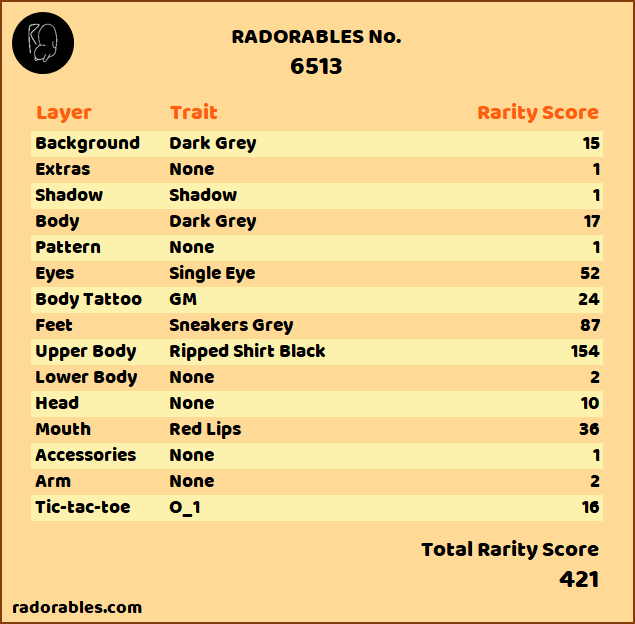 RADORABLES No.
6513
Layer Trait Rarity Score
Background Dark Grey 15
Extras None 1
Shadow Shadow 1
Body Dark Grey 17
Pattern None 1
Eyes Single Eye 52
Body Tattoo GM 24
Feet Sneakers Grey 87
Upper Body Ripped Shirt Black 154
Lower Body None 2
Head None 10
Mouth Red Lips 36
Accessories None 1
Arm None 2
Tic-tac-toe O_1 16
Total Rarity Score
421
radorables.com